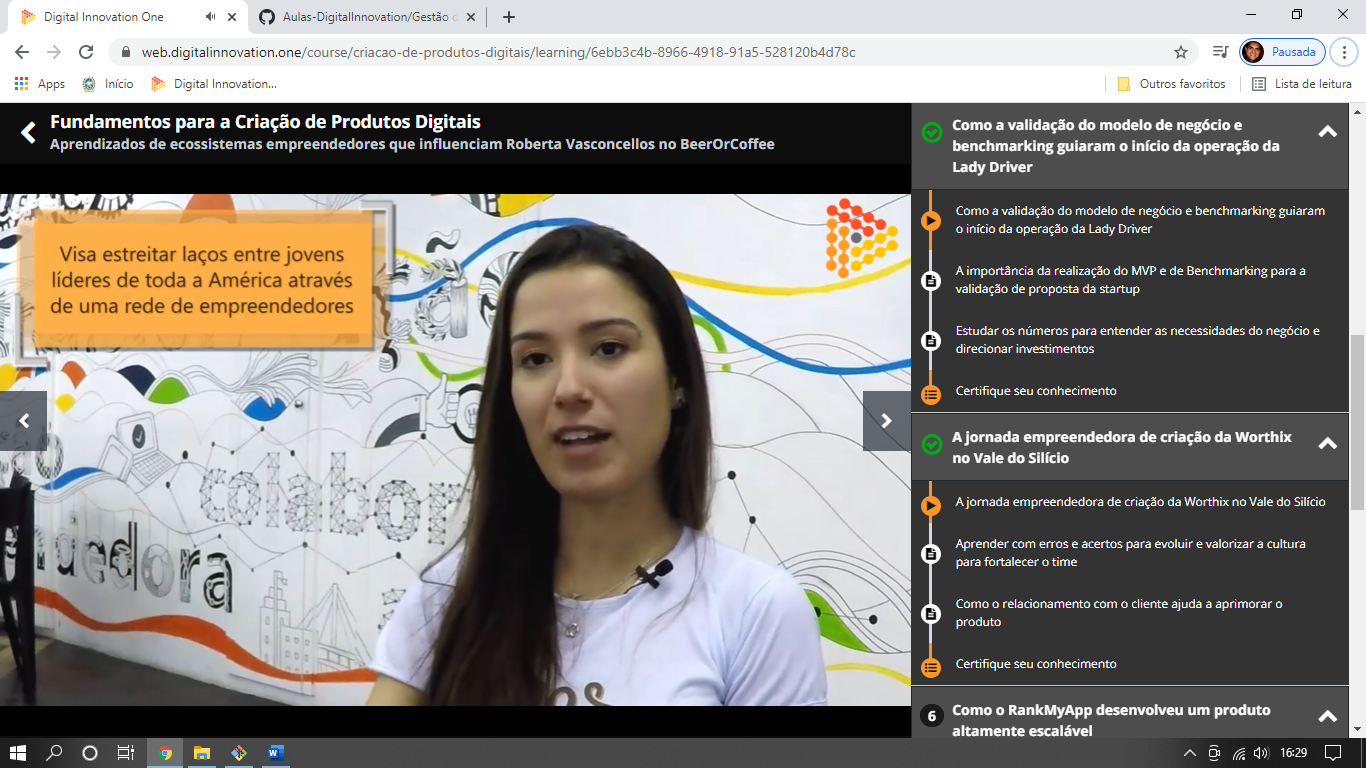 Digital Innovation One
Aulas-DigitalInnovation/Gestão d
web.digitalinnovation.one/course/criacao-de-produtos-digitais/learning/6ebb3c4b-8966-4918-91a5-528120b4d78c
Pausada
Apps
Início
Digital Innovation...
Outros favoritos
Lista de leitura
Fundamentos para a Criação de Produtos Digitais
Aprendizados de ecossistemas empreendedores que influenciam Roberta Vasconcellos no BeerOrCoffee
Visa estreitar laços entre jovens
líderes de toda a América através
de uma rede de empreendedores
colabor
dedora
Como a validação do modelo de negócio e
benchmarking guiaram o início da operação da
Lady Driver
Como a validação do modelo de negócio e benchmarking guiaram
o início da operação da Lady Driver
A importância da realização do MVP e de Benchmarking para a
validação de proposta da startup
Estudar os números para entender as necessidades do negócio e
direcionar investimentos
Certifique seu conhecimento
A jornada empreendedora de criação da Worthix
no Vale do Silício
A jornada empreendedora de criação da Worthix no Vale do Silício
Aprender com erros e acertos para evoluir e valorizar a cultura
para fortalecer o time
Como o relacionamento com o cliente ajuda a aprimorar o
produto
Certifique seu conhecimento
6
Como o RankMyApp desenvolveu um produto
altamente escalável
16:29